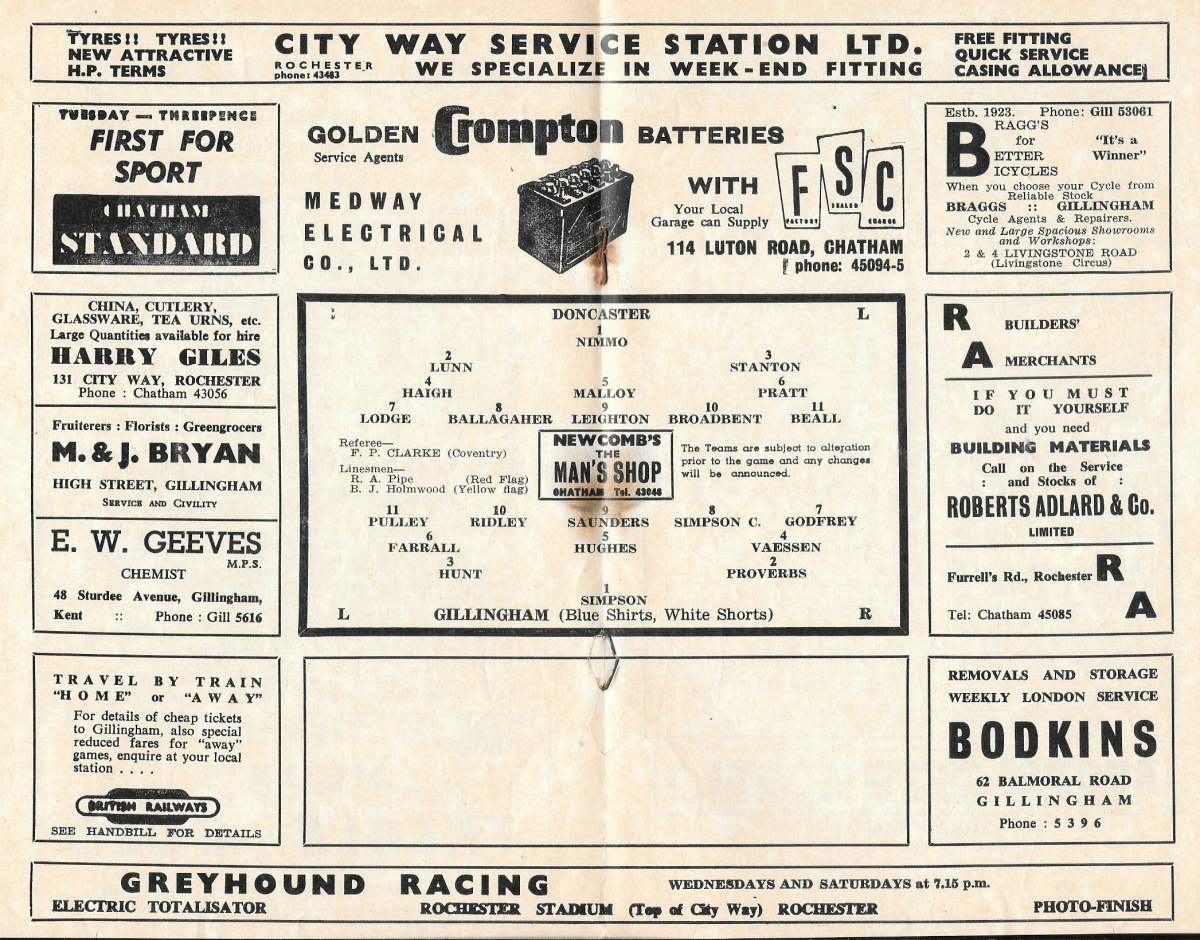 TYRES!! TYRES!!
NEW ATTRACTIVE
H.P. TERMS
CITY WAY SERVICE STATION LTD.
ROCHESTER
phone: 43483
WE SPECIALIZE IN WEEK-END FITTING
FREE FITTING
QUICK SERVICE
CASING ALLOWANCE
TUESDAY — THREEPENCE
FIRST FOR
SPORT
CHATHAM
STANDARD
GOLDEN Crompton BATTERIES
Service Agents
MEDWAY
ELECTRICAL
CO., LTD.
WITH
Your Local
Garage can Supply
F S C
FACTORY SEALED CHARGE
114 LUTON ROAD, CHATHAM
phone: 45094-5
Estb. 1923. Phone: Gill 53061
BRAGG'S
for
BETTER
BICYCLES
"It's a
Winner"
When you choose your Cycle from
Reliable Stock
BRAGGS :: GILLINGHAM
Cycle Agents & Repairers.
New and Large Spacious Showrooms
and Workshops:
2 & 4 LIVINGSTONE ROAD
(Livingstone Circus)
CHINA, CUTLERY,
GLASSWARE, TEA URNS, etc.
Large Quantities available for hire
HARRY GILES
131 CITY WAY, ROCHESTER
Phone : Chatham 43056
Fruiterers : Florists : Greengrocers
M. & J. BRYAN
HIGH STREET, GILLINGHAM
SERVICE AND CIVILITY
E. W. GEEVES
M.P.S.
CHEMIST
48 Sturdee Avenue, Gillingham,
Kent :: Phone : Gill 5616
DONCASTER L
1
NIMMO
2 3
LUNN STANTON
4 5 6
HAIGH MALLOY PRATT
7 8 9 10 11
LODGE BALLAGAHER LEIGHTON BROADBENT BEALL
Referee—
F. P. CLARKE (Coventry)
Linesmen—
R. A. Pipe (Red Flag)
B. J. Holmwood (Yellow flag)
NEWCOMB'S
THE
MAN'S SHOP
CHATHAM Tel. 43046
The Teams are subject to alteration
prior to the game and any changes
will be announced.
11 10 9 8 7
PULLEY RIDLEY SAUNDERS SIMPSON C. GODFREY
6 5 4
FARRALL HUGHES VAESSEN
3 2
HUNT PROVERBS
1
SIMPSON
L GILLINGHAM (Blue Shirts, White Shorts) R
R BUILDERS'
A MERCHANTS
IF YOU MUST
DO IT YOURSELF
and you need
BUILDING MATERIALS
Call on the Service
: and Stocks of :
ROBERTS ADLARD & Co.
LIMITED
Furrell's Rd., Rochester R
Tel: Chatham 45085 A
TRAVEL BY TRAIN
"HOME" or "AWAY"
For details of cheap tickets
to Gillingham, also special
reduced fares for "away"
games, enquire at your local
station . . . .
BRITISH RAILWAYS
SEE HANDBILL FOR DETAILS
REMOVALS AND STORAGE
WEEKLY LONDON SERVICE
BODKINS
62 BALMORAL ROAD
GILLINGHAM
Phone : 5396
GREYHOUND RACING WEDNESDAYS AND SATURDAYS at 7.15 p.m.
ELECTRIC TOTALISATOR ROCHESTER STADIUM (Top of City Way) ROCHESTER PHOTO-FINISH